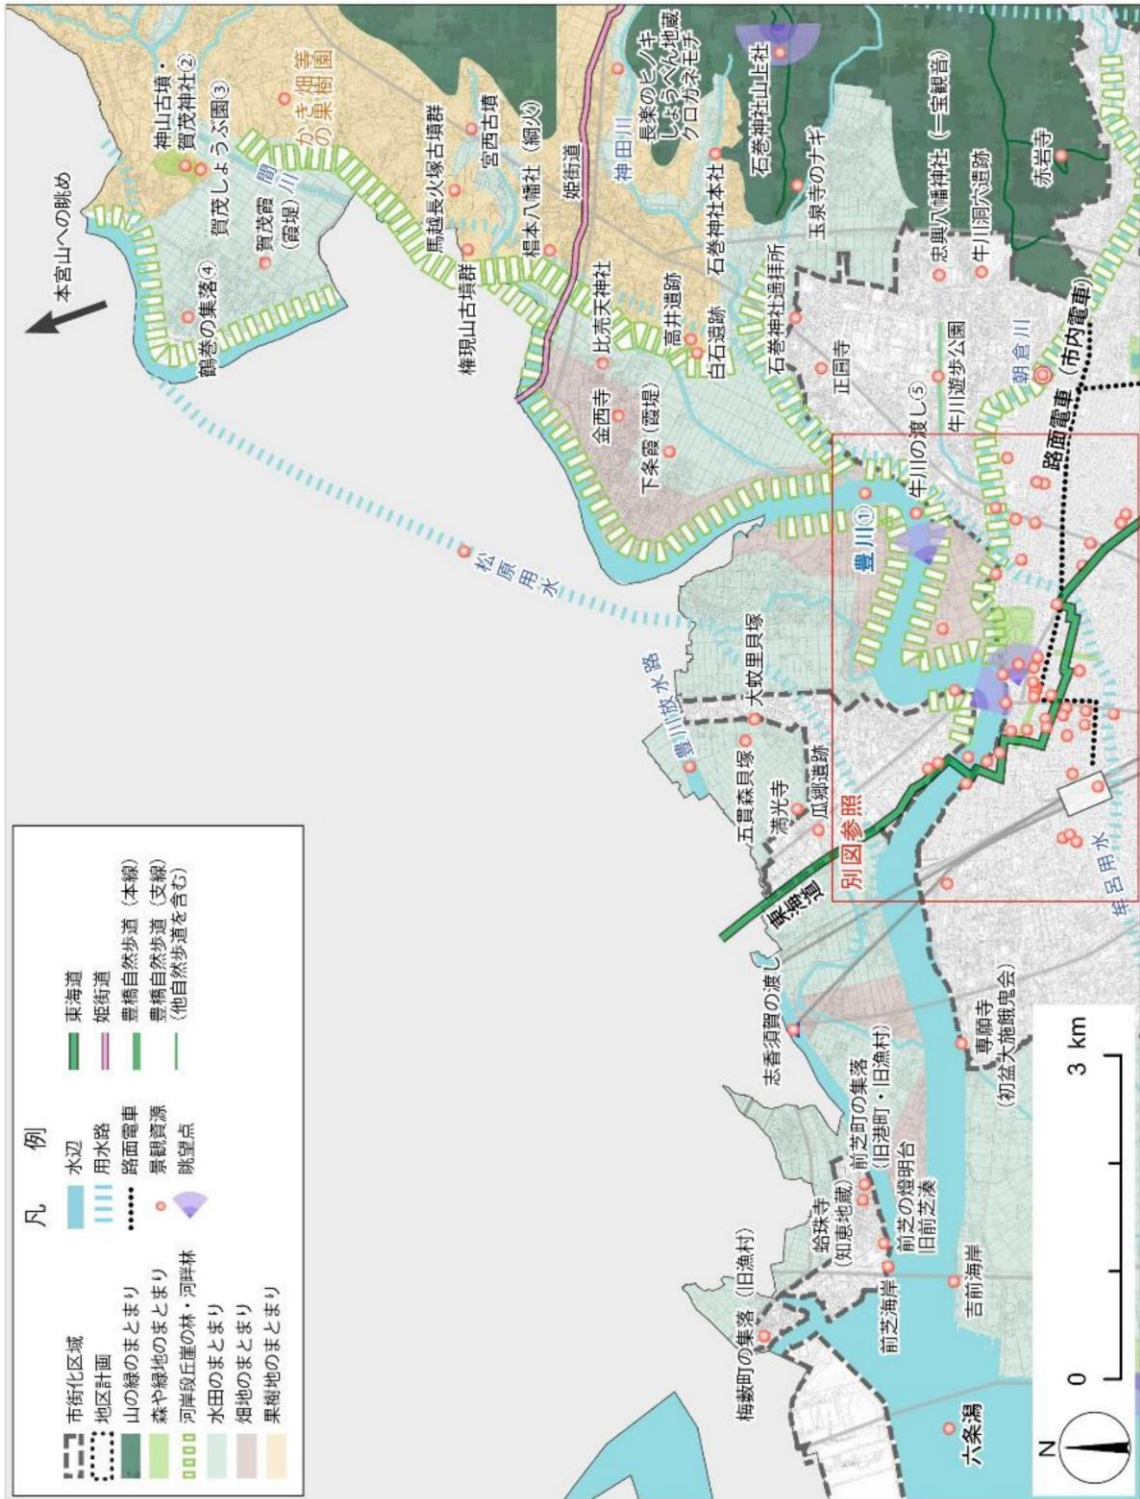 凡　例
市街化区域
地区計画
山の緑のまとまり
森や緑地のまとまり
河岸段丘崖の林・河畔林
水田のまとまり
畑地のまとまり
果樹地のまとまり
水辺
用水路
路面電車
景観資源
眺望点
東海道
姫街道
豊橋自然歩道（本線）
豊橋自然歩道（支線）
（他自然歩道を含む）
本宮山への眺め
神山古墳・
賀茂神社②
賀茂しょうぶ園③
かき畑等
の果樹園
間川
賀茂霞
（霞堤）
鶴巻の集落④
馬越長火塚古墳群
宮西古墳
権現山古墳群
椙本八幡社（綱火）
姫街道
神田川
長楽のヒノキ
しょうべん地蔵
クロガネモチ
石巻神社山上社
石巻神社本社
玉泉寺のナギ
比売天神社
高井遺跡
白石遺跡
石巻神社遥拝所
金西寺
下条霞（霞堤）
正圓寺
忠興八幡神社（一宝観音）
牛川洞穴遺跡
赤岩寺
牛川遊歩公園
朝倉川
路面電車（市内電車）
牛川の渡し⑤
豊川①
松原用水
豊川放水路
大蚊里貝塚
五貫森貝塚
満光寺
瓜郷遺跡
別図参照
東海道
牟呂用水
志香須賀の渡し
専願寺
（初盆大施餓鬼会）
前芝町の集落
（旧港町・旧漁村）
蛤珠寺
（知恵地蔵）
前芝の燈明台
旧前芝湊
梅藪町の集落（旧漁村）
前芝海岸
吉前海岸
六条潟
N
0
3 km